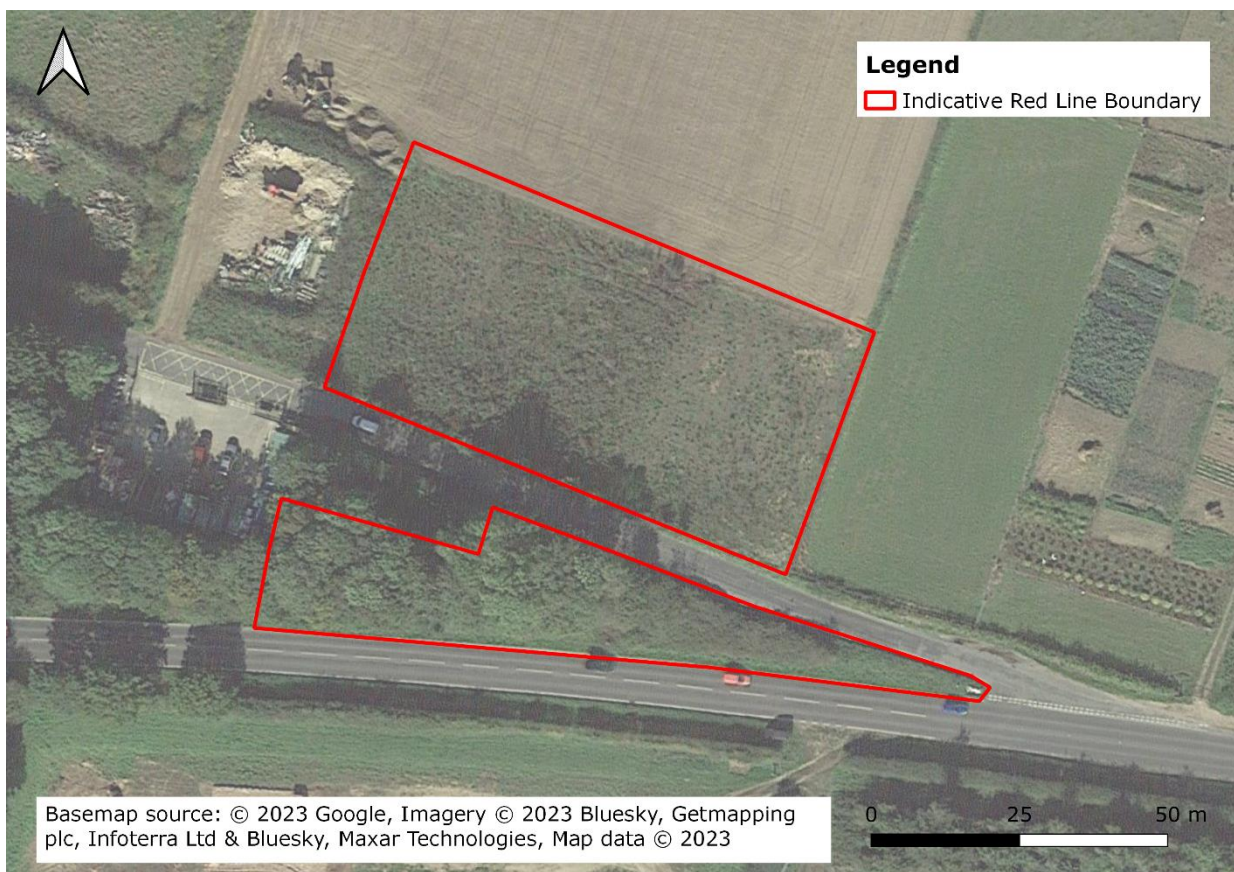 Legend
Indicative Red Line Boundary
Basemap source: © 2023 Google, Imagery © 2023 Bluesky, Getmapping
plc, Infoterra Ltd & Bluesky, Maxar Technologies, Map data © 2023
0 25 50 m